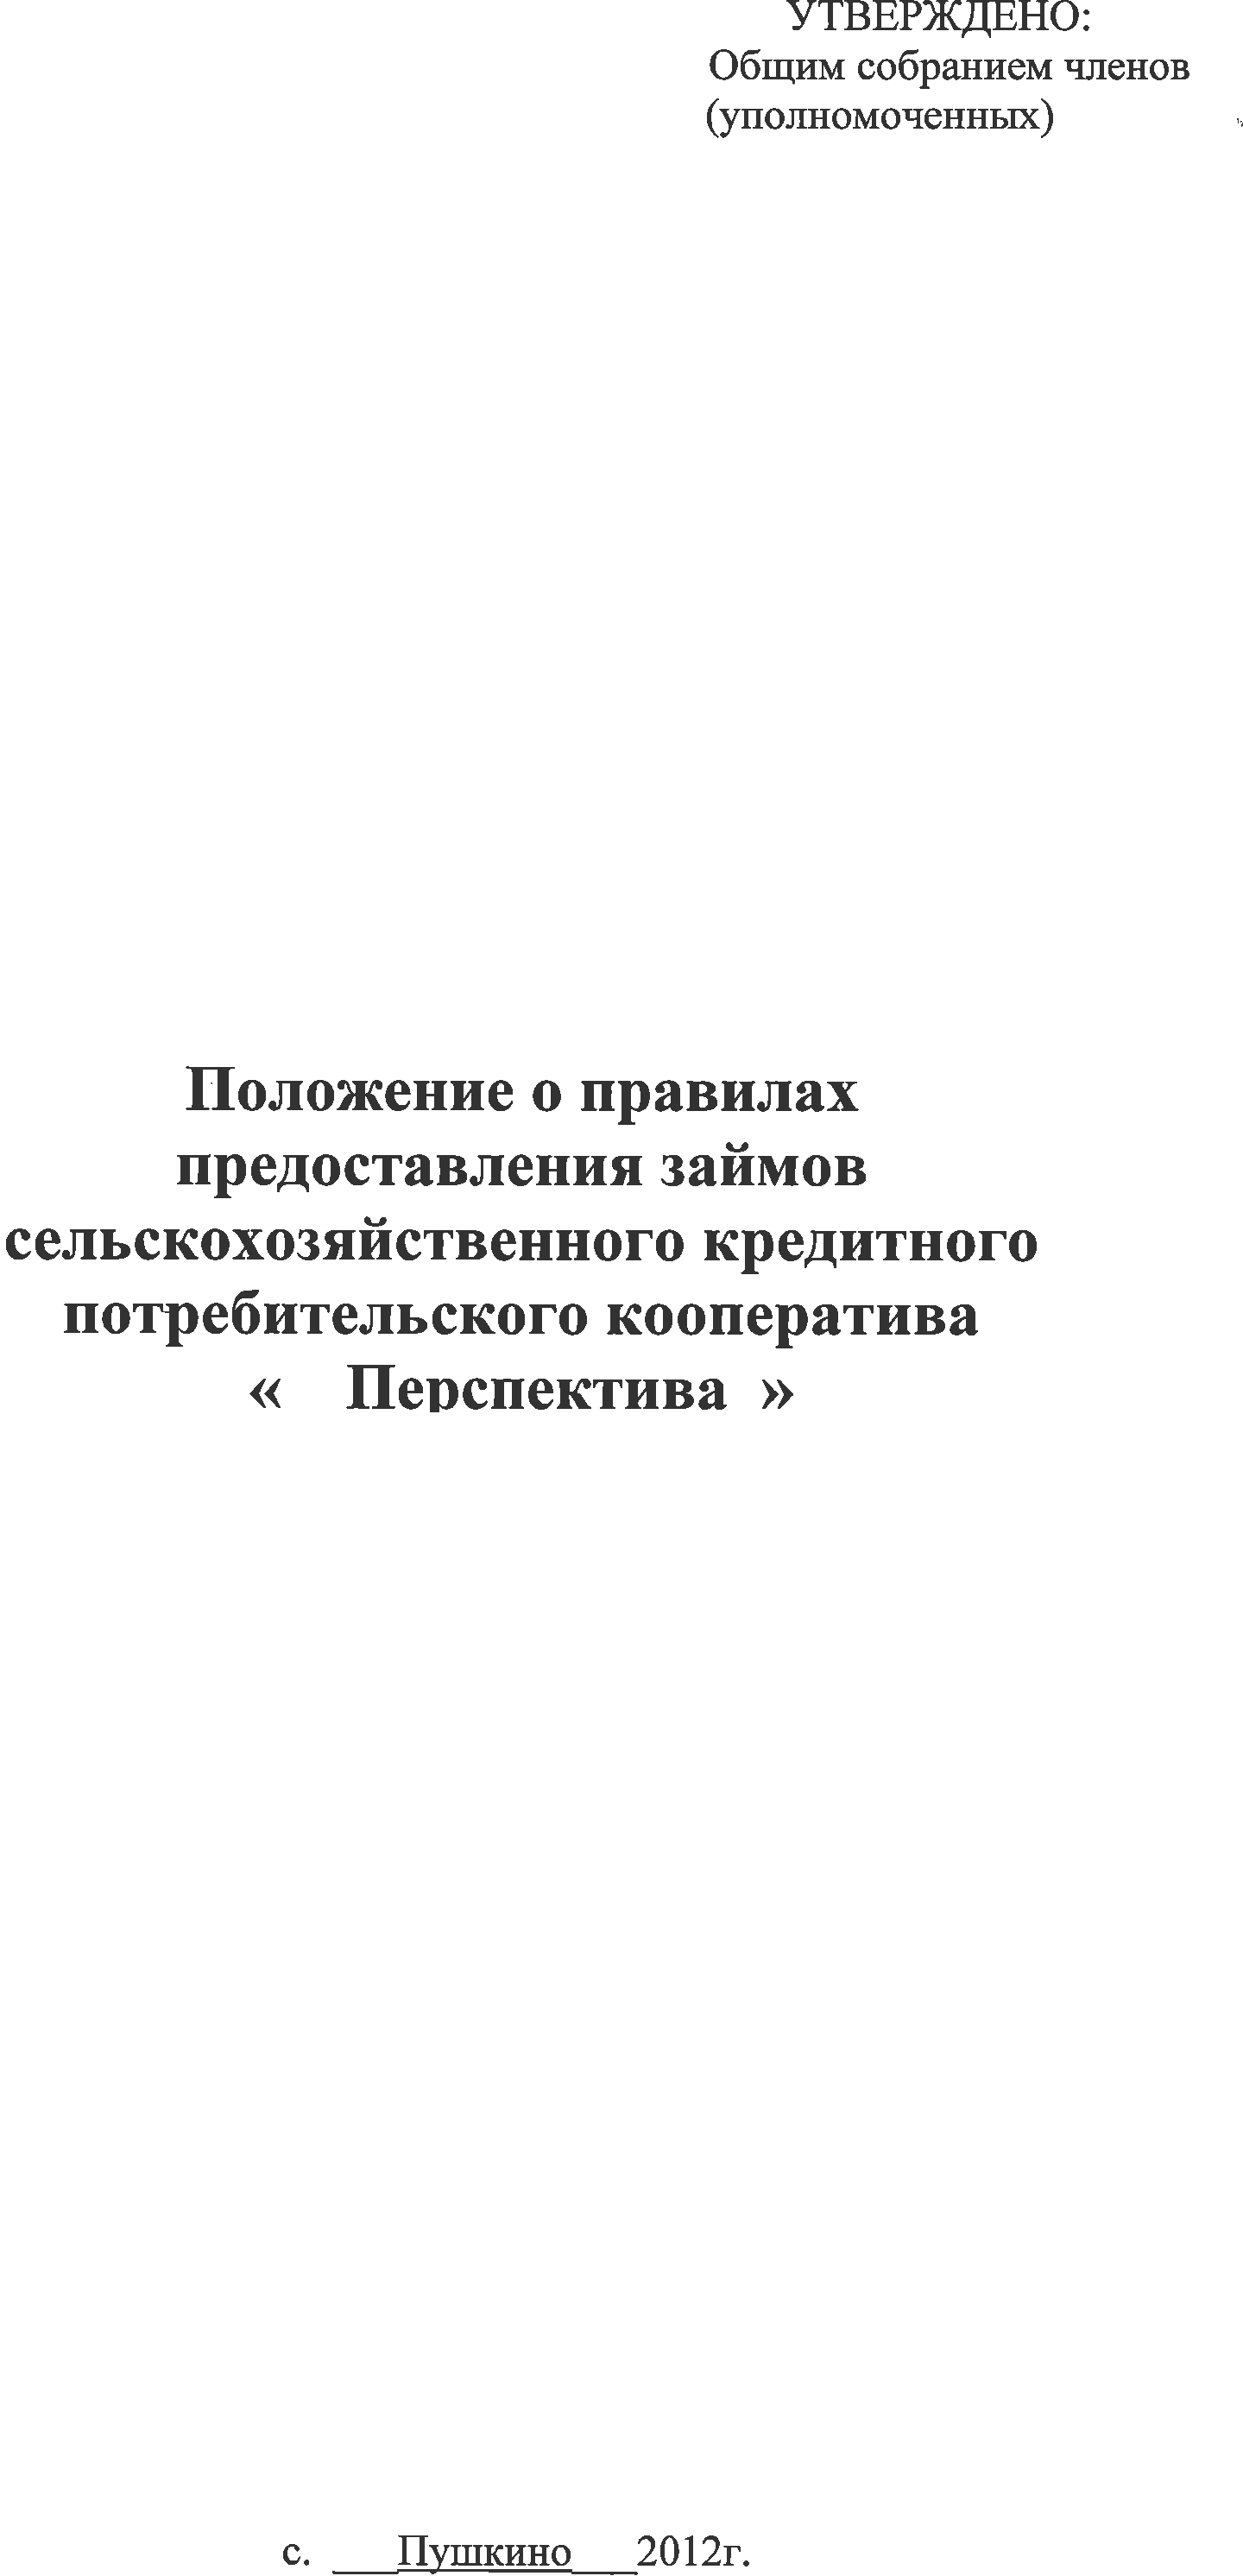 УТВЕРЖДЕНО:
Общим собранием членов
(уполномоченных)
Положение о правилах
предоставления займов
сельскохозяйственного кредитного
потребительского кооператива
« Перспектива »
с. ___Пушкино___2012г.